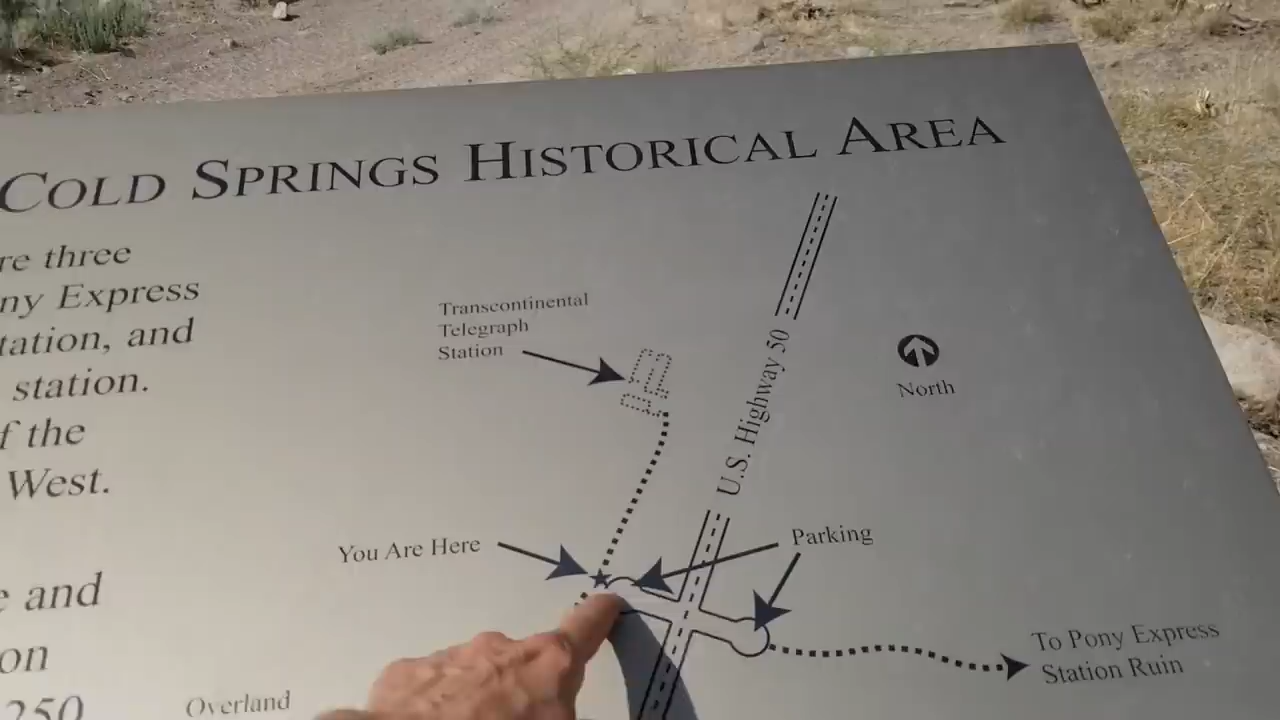 COLD SPRINGS HISTORICAL AREA
re three
ny Express
tation, and
station.
f the
West.
e and
on
250
Transcontinental
Telegraph
Station
U.S. Highway 50
North
You Are Here
Parking
To Pony Express
Station Ruin
Overland